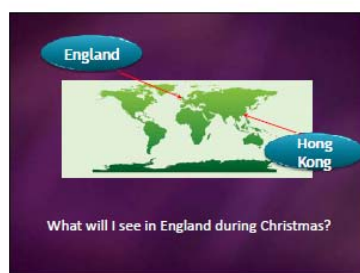 England
Hong
Kong
What will I see in England during Christmas?